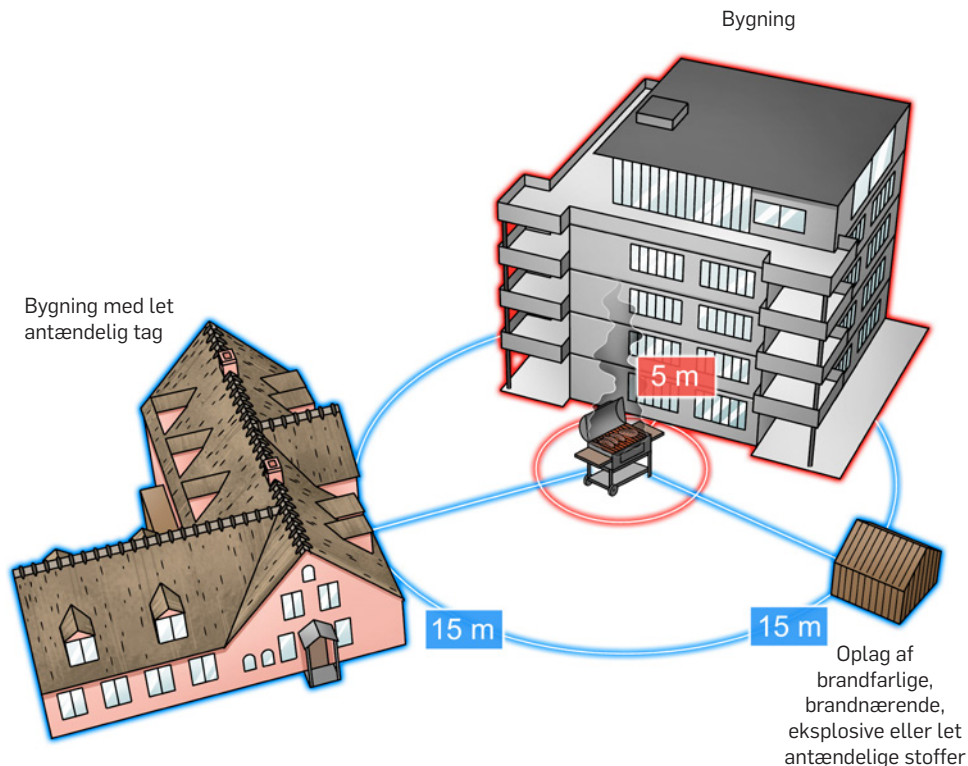 Bygning
Bygning med let
antændelig tag
5 m
15 m
15 m
Oplag af
brandfarlige,
brandnærende,
eksplosive eller let
antændelige stoffer